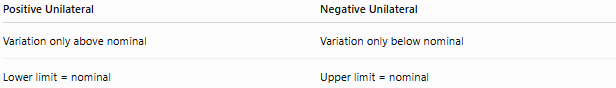 Positive Unilateral Negative Unilateral
Variation only above nominal Variation only below nominal
Lower limit = nominal Upper limit = nominal